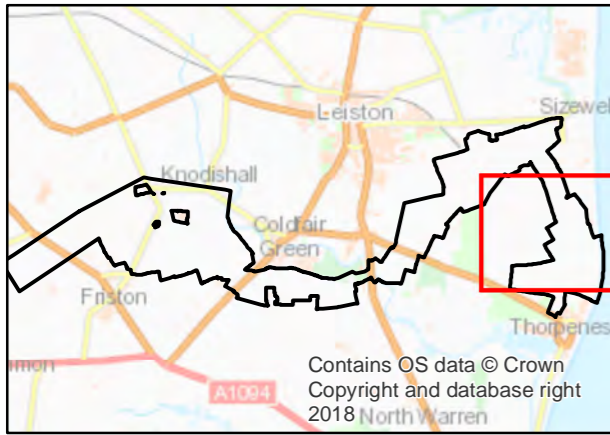 Leiston
Sizewel
Knodishall
Coldfair
Green
Friston
Thorpenes
Contains OS data © Crown
Copyright and database right
2018
A1094
North Warren